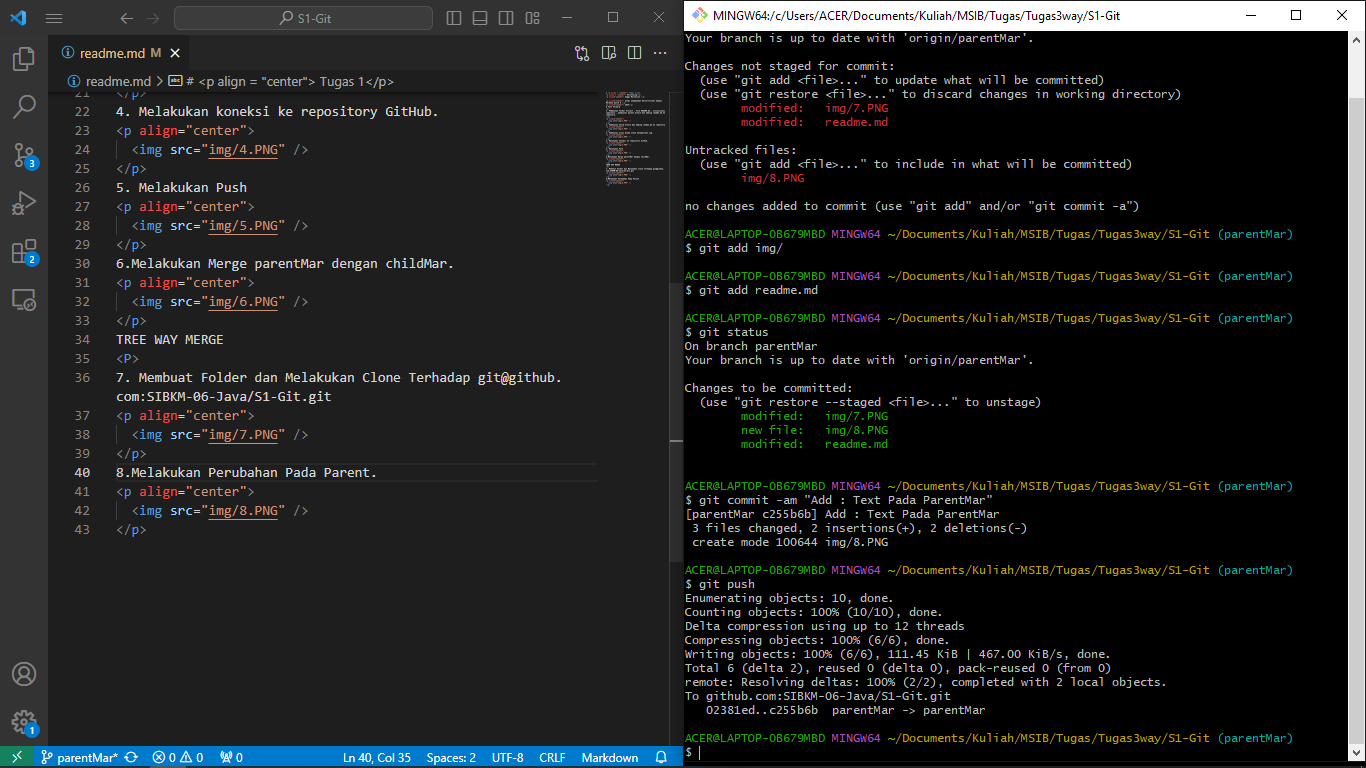 S1-Git
readme.md M
readme.md > # <p align = "center"> Tugas 1</p>
21 </p>
22 4. Melakukan koneksi ke repository GitHub.
23 <p align="center">
24 <img src="img/4.PNG" />
25 </p>
26 5. Melakukan Push
27 <p align="center">
28 <img src="img/5.PNG" />
29 </p>
30 6.Melakukan Merge parentMar dengan childMar.
31 <p align="center">
32 <img src="img/6.PNG" />
33 </p>
34 TREE WAY MERGE
35 <P>
36 7. Membuat Folder dan Melakukan Clone Terhadap git@github.
com:SIBKM-06-Java/S1-Git.git
37 <p align="center">
38 <img src="img/7.PNG" />
39 </p>
40 8.Melakukan Perubahan Pada Parent.
41 <p align="center">
42 <img src="img/8.PNG" />
43 </p>
3
2
1
parentMar* 0 0 0 Ln 40, Col 35 Spaces: 2 UTF-8 CRLF Markdown
MINGW64:/c/Users/ACER/Documents/Kuliah/MSIB/Tugas/Tugas3way/S1-Git
Your branch is up to date with 'origin/parentMar'.
Changes not staged for commit:
(use "git add <file>..." to update what will be committed)
(use "git restore <file>..." to discard changes in working directory)
modified: img/7.PNG
modified: readme.md
Untracked files:
(use "git add <file>..." to include in what will be committed)
img/8.PNG
no changes added to commit (use "git add" and/or "git commit -a")
ACER@LAPTOP-OB679MBD MINGW64 ~/Documents/Kuliah/MSIB/Tugas/Tugas3way/S1-Git (parentMar)
$ git add img/
ACER@LAPTOP-OB679MBD MINGW64 ~/Documents/Kuliah/MSIB/Tugas/Tugas3way/S1-Git (parentMar)
$ git add readme.md
ACER@LAPTOP-OB679MBD MINGW64 ~/Documents/Kuliah/MSIB/Tugas/Tugas3way/S1-Git (parentMar)
$ git status
On branch parentMar
Your branch is up to date with 'origin/parentMar'.
Changes to be committed:
(use "git restore --staged <file>..." to unstage)
modified: img/7.PNG
new file: img/8.PNG
modified: readme.md
ACER@LAPTOP-OB679MBD MINGW64 ~/Documents/Kuliah/MSIB/Tugas/Tugas3way/S1-Git (parentMar)
$ git commit -am "Add : Text Pada ParentMar"
[parentMar c255b6b] Add : Text Pada ParentMar
3 files changed, 2 insertions(+), 2 deletions(-)
create mode 100644 img/8.PNG
ACER@LAPTOP-OB679MBD MINGW64 ~/Documents/Kuliah/MSIB/Tugas/Tugas3way/S1-Git (parentMar)
$ git push
Enumerating objects: 10, done.
Counting objects: 100% (10/10), done.
Delta compression using up to 12 threads
Compressing objects: 100% (6/6), done.
Writing objects: 100% (6/6), 111.45 KiB | 467.00 KiB/s, done.
Total 6 (delta 2), reused 0 (delta 0), pack-reused 0 (from 0)
remote: Resolving deltas: 100% (2/2), completed with 2 local objects.
To github.com:SIBKM-06-Java/S1-Git.git
02381ed..c255b6b parentMar -> parentMar
ACER@LAPTOP-OB679MBD MINGW64 ~/Documents/Kuliah/MSIB/Tugas/Tugas3way/S1-Git (parentMar)
$